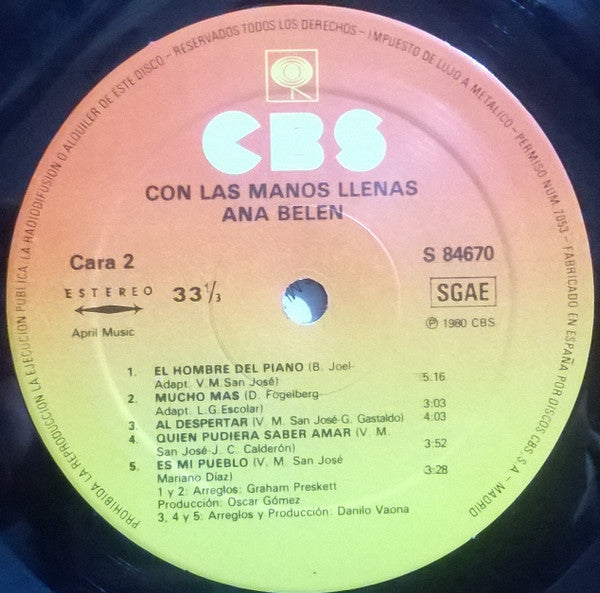 PROHIBIDA LA REPRODUCCION LA EJECUCION PUBLICA LA RADIODIFUSION O ALQUILER DE ESTE DISCO - RESERVADOS TODOS LOS DERECHOS - IMPUESTO DE LUJO A METALICO - PERMISO NUM. 7053 - FABRICADO EN ESPAÑA POR DISCOS CBS, S. A. - MADRID
CBS
CON LAS MANOS LLENAS
ANA BELEN
Cara 2
S 84670
ESTEREO 33 1/3
SGAE
April Music
℗ 1980 CBS
1. EL HOMBRE DEL PIANO (B. Joel-
Adapt. V.M. San José) 5:16
2. MUCHO MAS (D. Fogelberg-
Adapt. L.G. Escolar) 3:03
3. AL DESPERTAR (V. M. San José-G. Gastaldo) 4:03
4. QUIEN PUDIERA SABER AMAR (V. M.
San José-J. C. Calderón) 3:52
5. ES MI PUEBLO (V. M. San José
Mariano Díaz) 3:28
1 y 2: Arreglos: Graham Preskett
Producción: Oscar Gómez
3, 4 y 5: Arreglos y Producción: Danilo Vaona